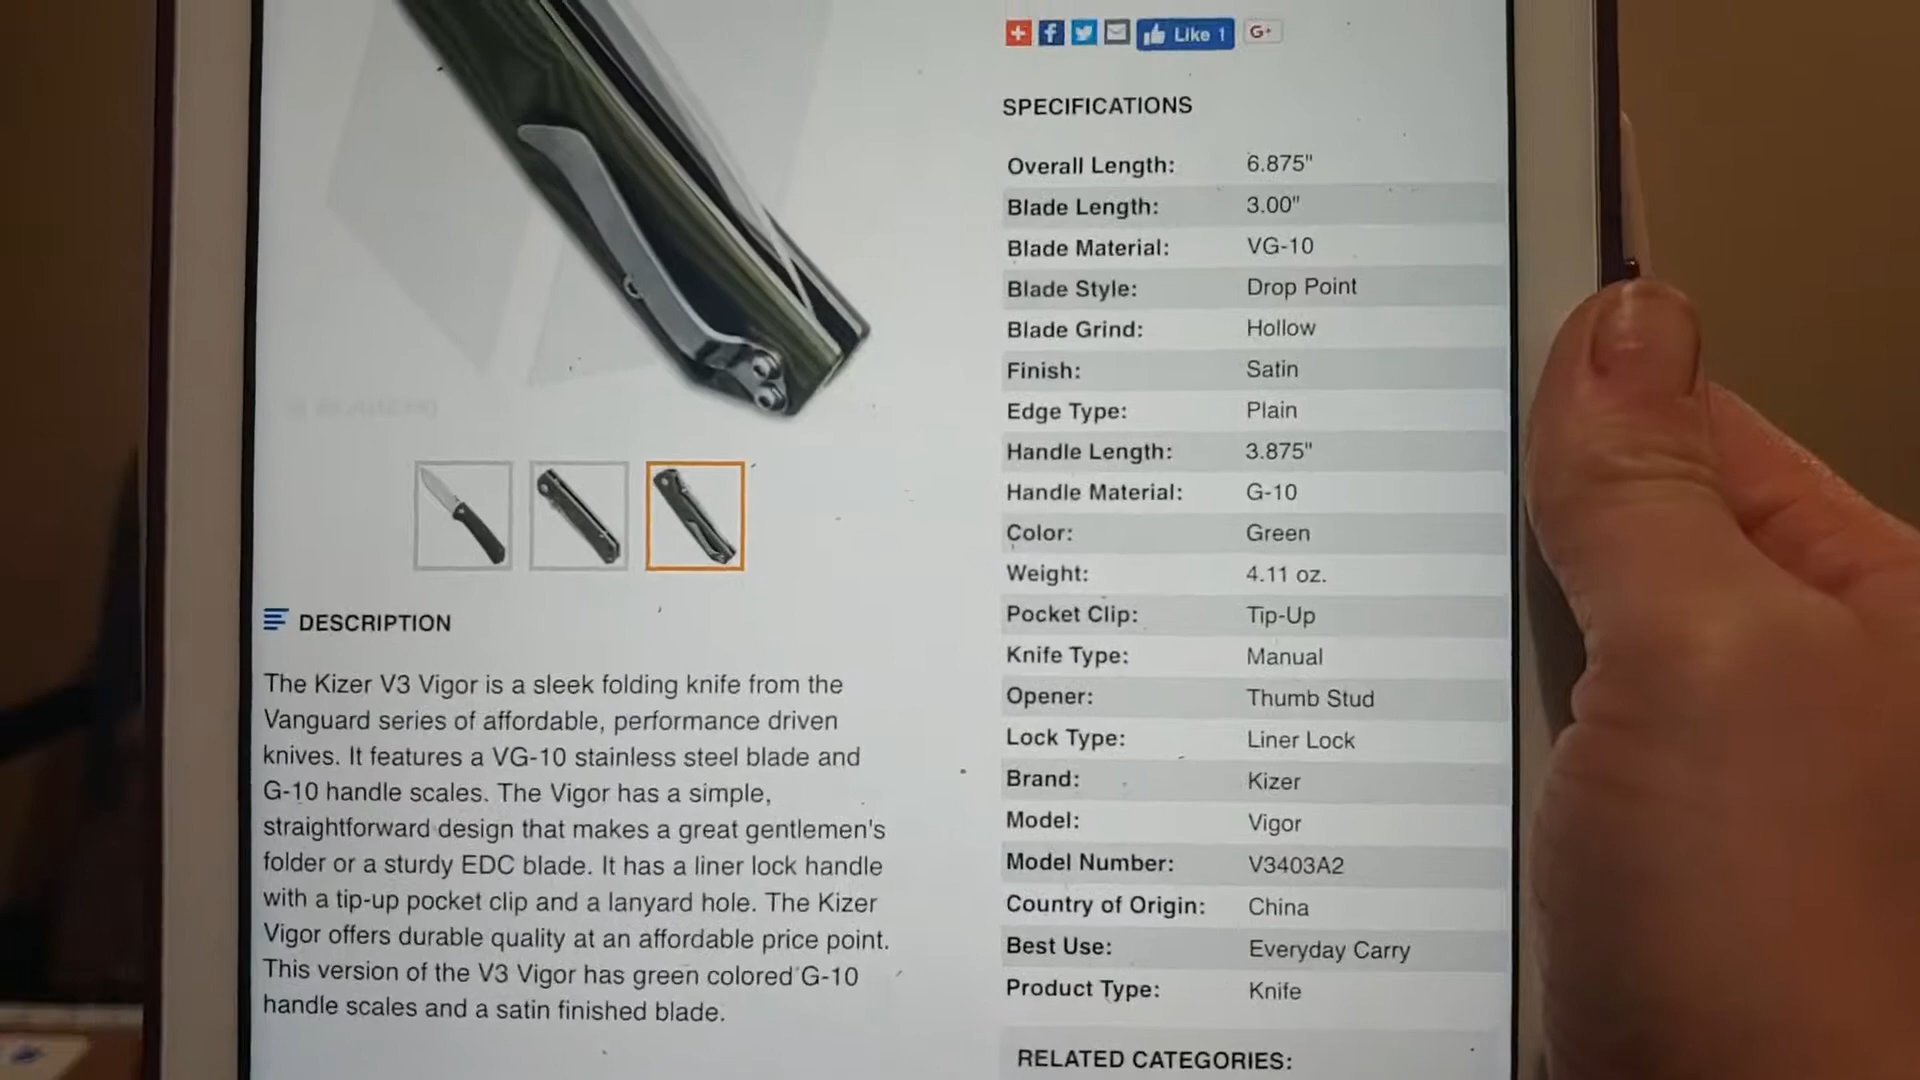 Like 1
G+
SPECIFICATIONS
Overall Length: 6.875"
Blade Length: 3.00"
Blade Material: VG-10
Blade Style: Drop Point
Blade Grind: Hollow
Finish: Satin
Edge Type: Plain
Handle Length: 3.875"
Handle Material: G-10
Color: Green
Weight: 4.11 oz.
Pocket Clip: Tip-Up
Knife Type: Manual
Opener: Thumb Stud
Lock Type: Liner Lock
Brand: Kizer
Model: Vigor
Model Number: V3403A2
Country of Origin: China
Best Use: Everyday Carry
Product Type: Knife
RELATED CATEGORIES:
DESCRIPTION
The Kizer V3 Vigor is a sleek folding knife from the
Vanguard series of affordable, performance driven
knives. It features a VG-10 stainless steel blade and
G-10 handle scales. The Vigor has a simple,
straightforward design that makes a great gentlemen's
folder or a sturdy EDC blade. It has a liner lock handle
with a tip-up pocket clip and a lanyard hole. The Kizer
Vigor offers durable quality at an affordable price point.
This version of the V3 Vigor has green colored G-10
handle scales and a satin finished blade.